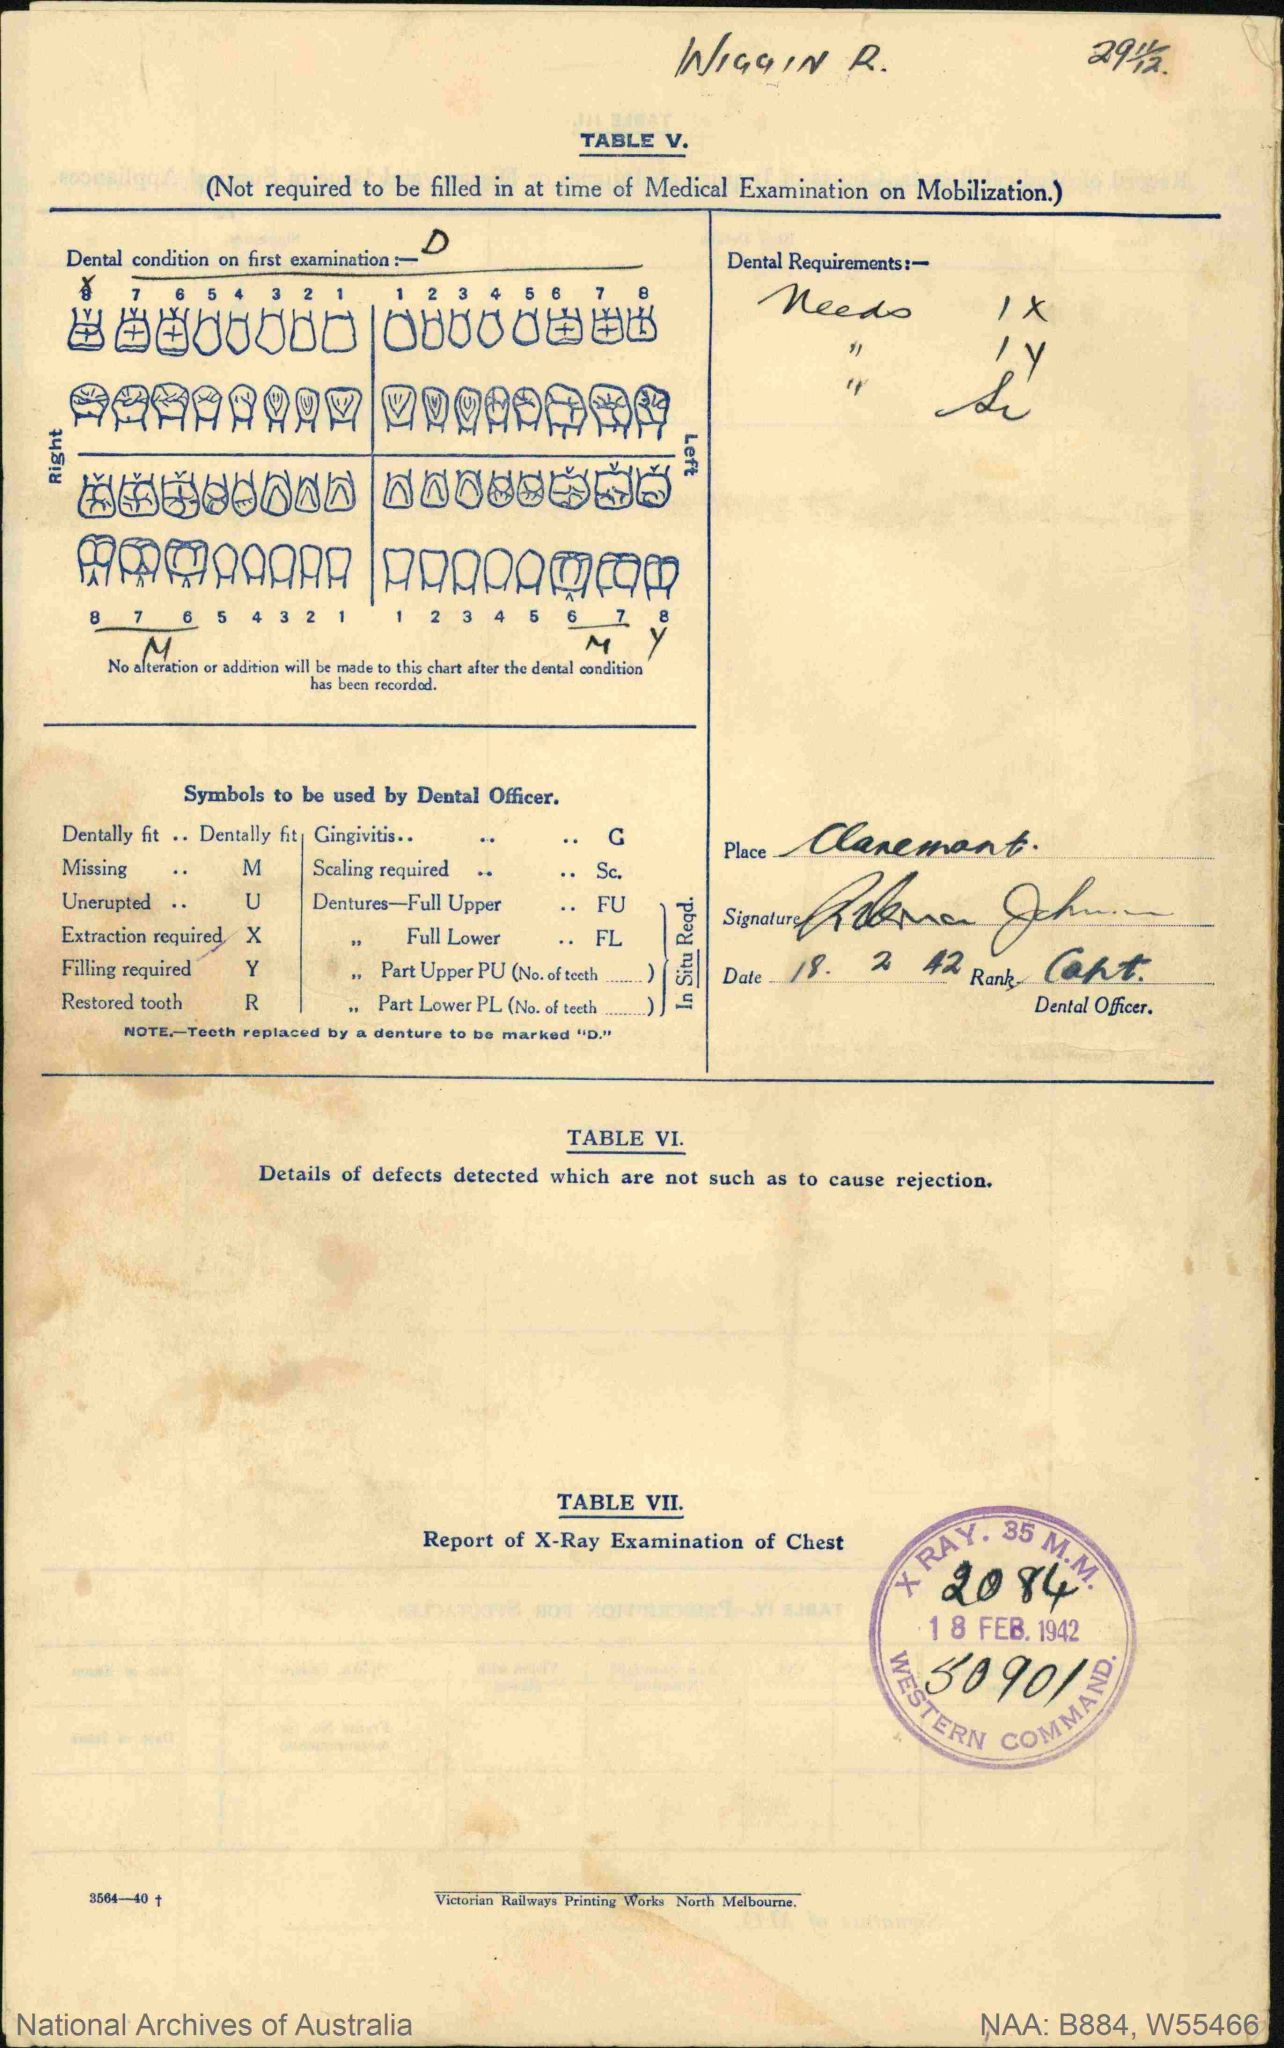 WIGGIN R. 29 11/12.
TABLE V.
(Not required to be filled in at time of Medical Examination on Mobilization.)
Dental condition on first examination :— D
X
8 7 6 5 4 3 2 1 1 2 3 4 5 6 7 8
Right
Left
8 7 6 5 4 3 2 1 1 2 3 4 5 6 7 8
M M Y
No alteration or addition will be made to this chart after the dental condition
has been recorded.
Dental Requirements:—
Needs 1 X
" 1 Y
" Sc
Symbols to be used by Dental Officer.
Dentally fit .. Dentally fit Gingivitis.. .. .. G
Missing .. M Scaling required .. .. Sc.
Unerupted .. U Dentures—Full Upper .. FU
Extraction required X „ Full Lower .. FL
Filling required Y „ Part Upper PU (No. of teeth ......)
Restored tooth R „ Part Lower PL (No. of teeth ......)
In Situ Reqd.
NOTE.—Teeth replaced by a denture to be marked "D."
Place Claremont.
Signature Johnson
Date 18. 2 42 Rank Capt.
Dental Officer.
TABLE VI.
Details of defects detected which are not such as to cause rejection.
TABLE VII.
Report of X-Ray Examination of Chest
X RAY. 35 M.M.
2084
18 FEB. 1942
50901
WESTERN COMMAND.
3564—40 †
Victorian Railways Printing Works North Melbourne.
National Archives of Australia
NAA: B884, W55466